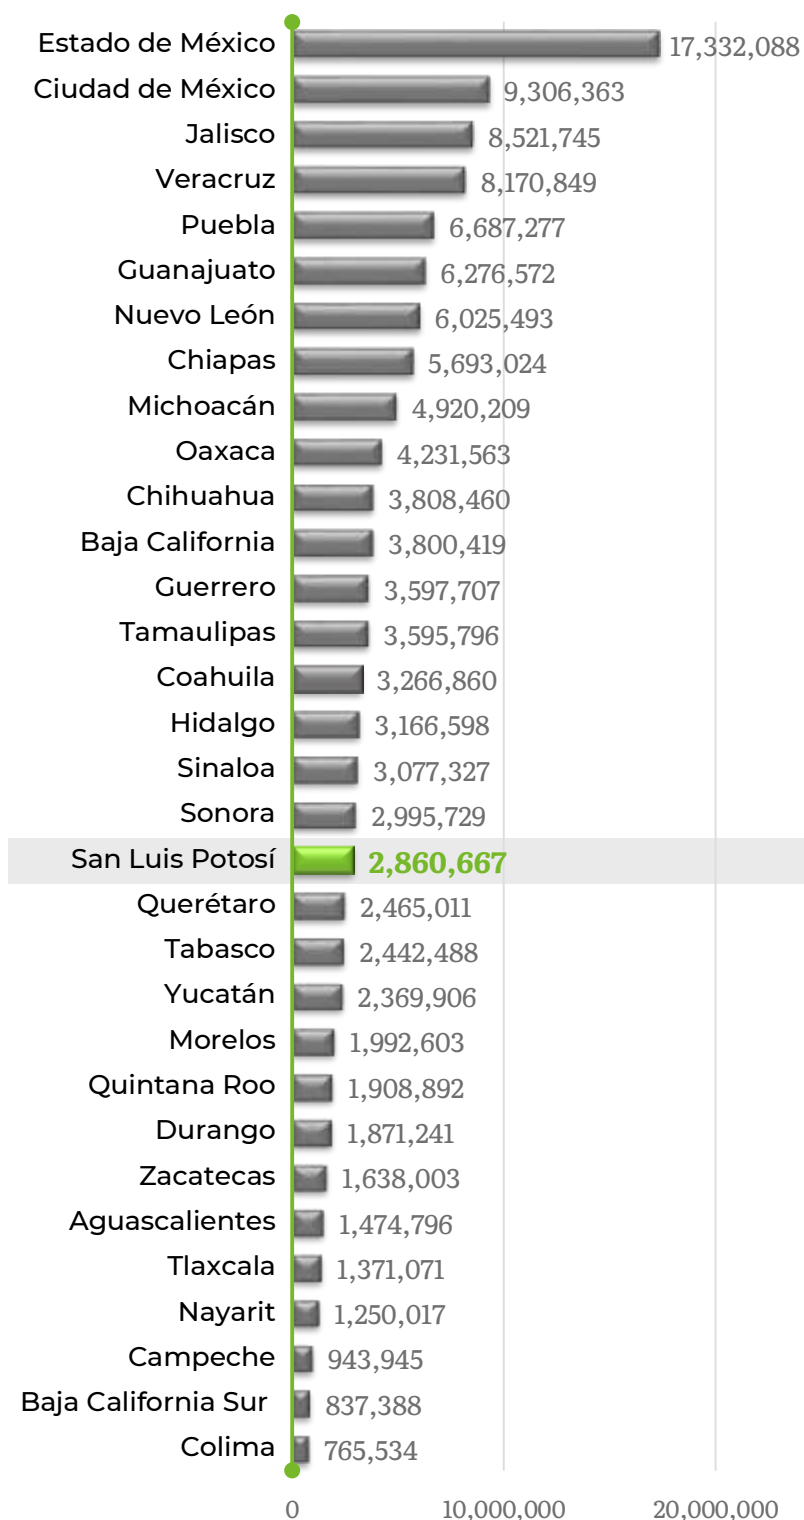 Estado de México 17,332,088
Ciudad de México 9,306,363
Jalisco 8,521,745
Veracruz 8,170,849
Puebla 6,687,277
Guanajuato 6,276,572
Nuevo León 6,025,493
Chiapas 5,693,024
Michoacán 4,920,209
Oaxaca 4,231,563
Chihuahua 3,808,460
Baja California 3,800,419
Guerrero 3,597,707
Tamaulipas 3,595,796
Coahuila 3,266,860
Hidalgo 3,166,598
Sinaloa 3,077,327
Sonora 2,995,729
San Luis Potosí 2,860,667
Querétaro 2,465,011
Tabasco 2,442,488
Yucatán 2,369,906
Morelos 1,992,603
Quintana Roo 1,908,892
Durango 1,871,241
Zacatecas 1,638,003
Aguascalientes 1,474,796
Tlaxcala 1,371,071
Nayarit 1,250,017
Campeche 943,945
Baja California Sur 837,388
Colima 765,534
0 10,000,000 20,000,000